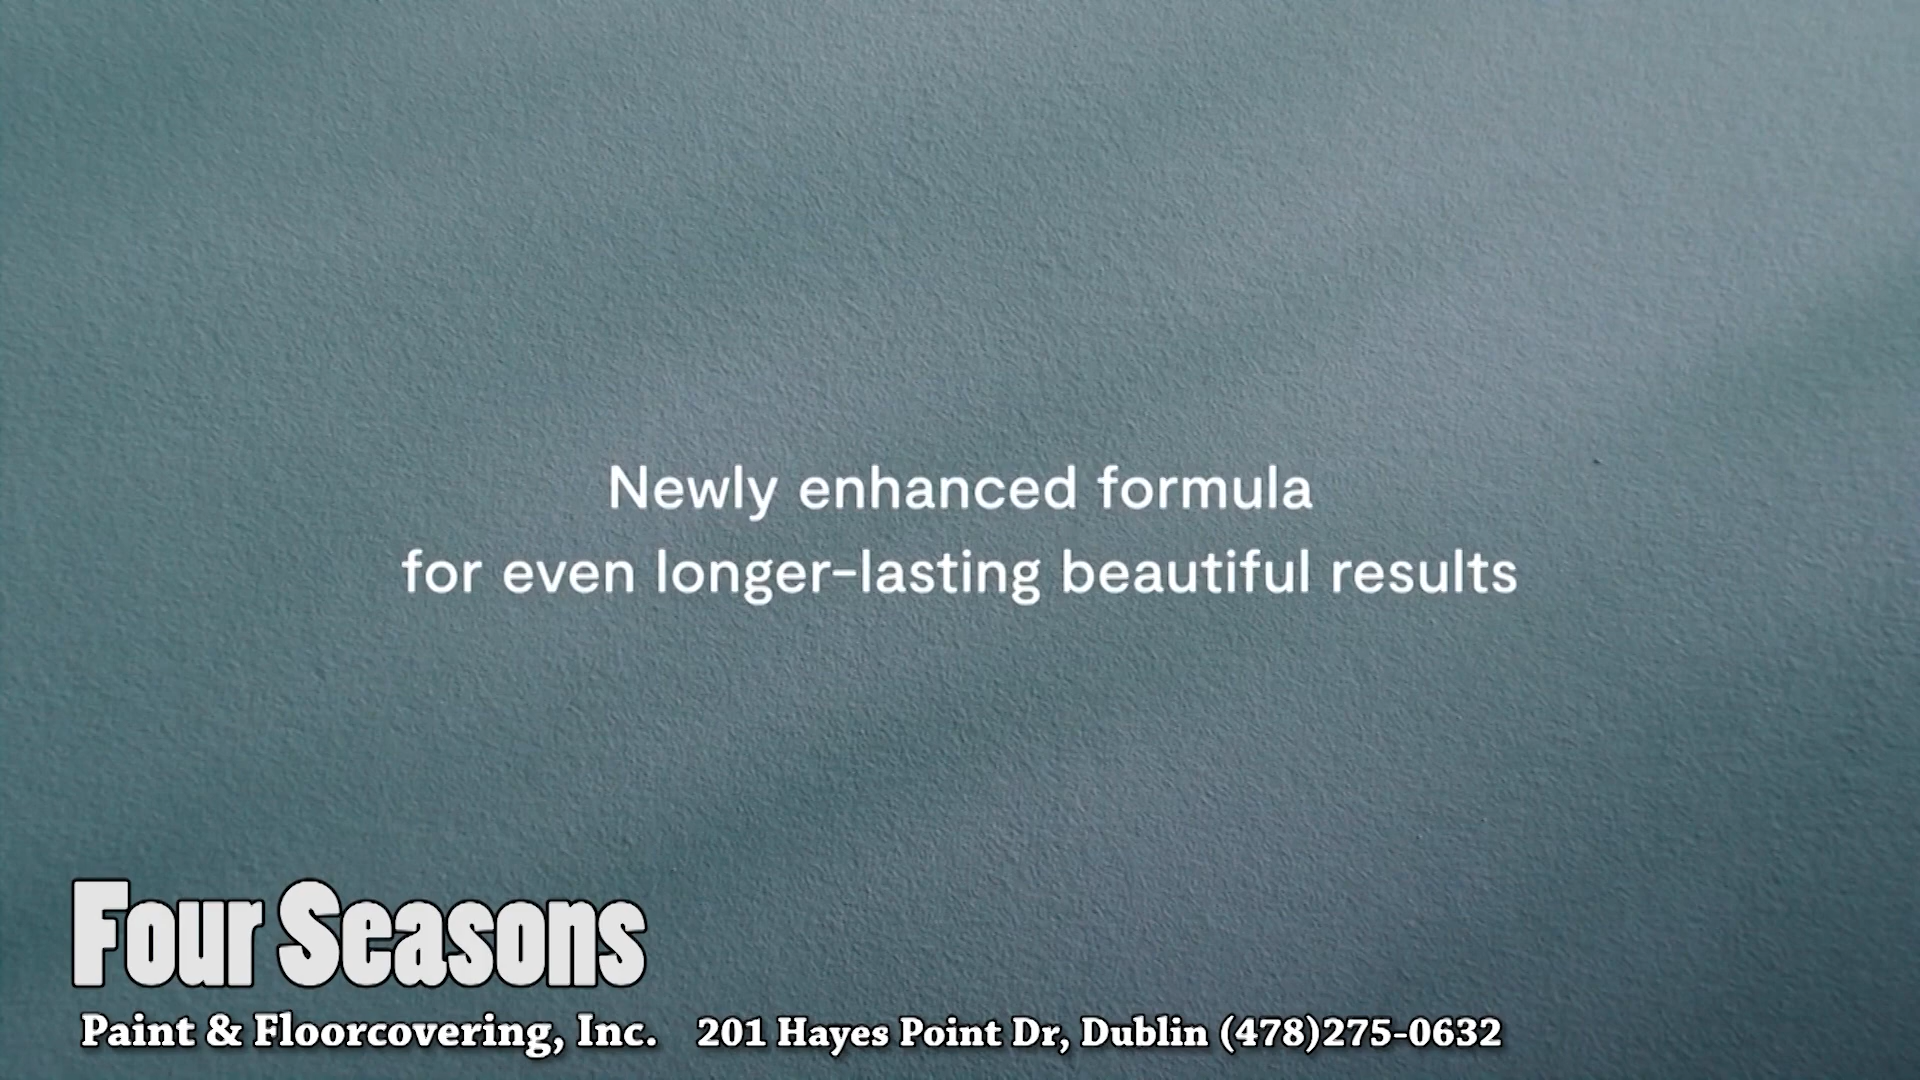 Newly enhanced formula
for even longer-lasting beautiful results
Four Seasons
Paint & Floorcovering, Inc. 201 Hayes Point Dr, Dublin (478)275-0632